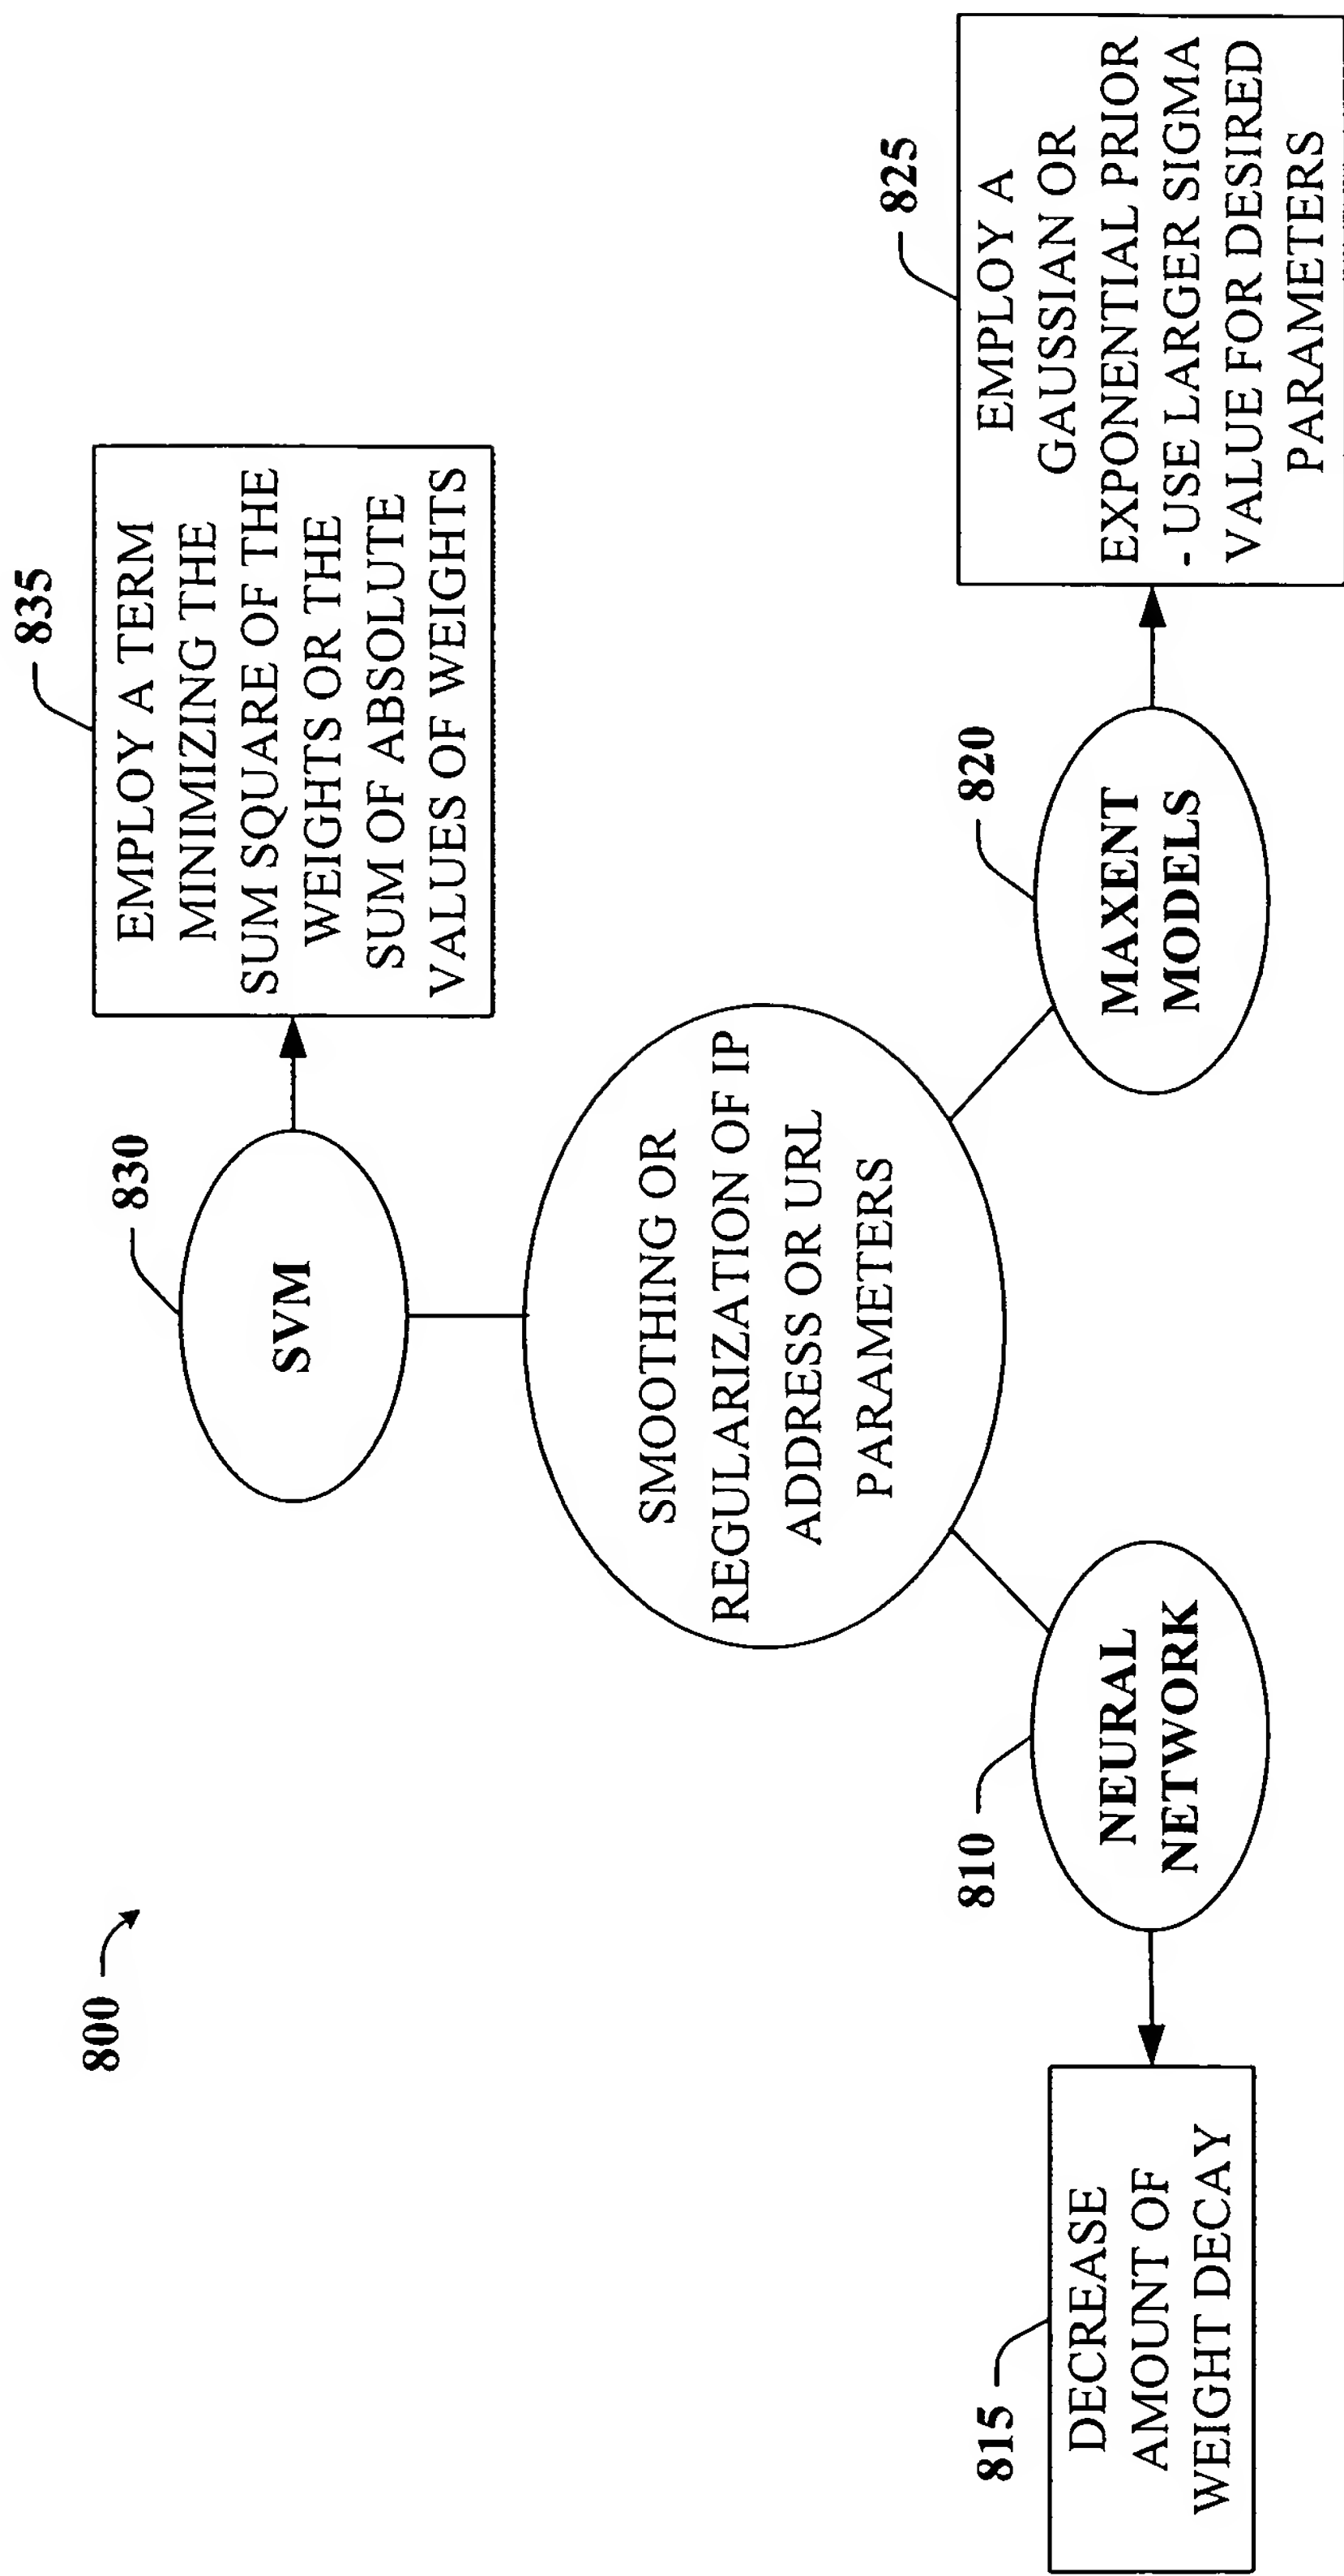 800
830
SVM
835
EMPLOY A TERM
MINIMIZING THE
SUM SQUARE OF THE
WEIGHTS OR THE
SUM OF ABSOLUTE
VALUES OF WEIGHTS
SMOOTHING OR
REGULARIZATION OF IP
ADDRESS OR URL
PARAMETERS
815
DECREASE
AMOUNT OF
WEIGHT DECAY
810
NEURAL
NETWORK
820
MAXENT
MODELS
825
EMPLOY A
GAUSSIAN OR
EXPONENTIAL PRIOR
- USE LARGER SIGMA
VALUE FOR DESIRED
PARAMETERS